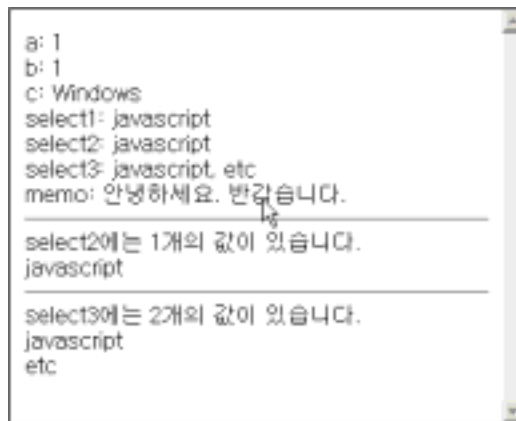 a: 1
b: 1
c: Windows
select1: javascript
select2: javascript
select3: javascript, etc
memo: 안녕하세요. 반갑습니다.
select2에는 1개의 값이 있습니다.
javascript
select3에는 2개의 값이 있습니다.
javascript
etc